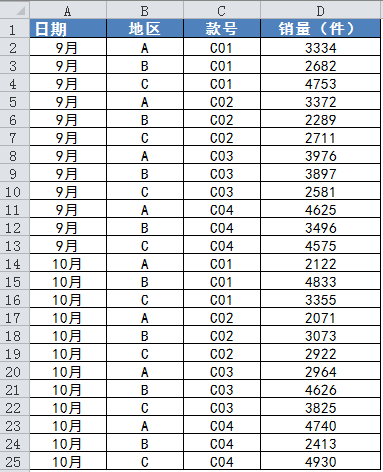 A B C D
1 日期 地区 款号 销量（件）
2 9月 A C01 3334
3 9月 B C01 2682
4 9月 C C01 4753
5 9月 A C02 3372
6 9月 B C02 2289
7 9月 C C02 2711
8 9月 A C03 3976
9 9月 B C03 3897
10 9月 C C03 2581
11 9月 A C04 4625
12 9月 B C04 3496
13 9月 C C04 4575
14 10月 A C01 2122
15 10月 B C01 4833
16 10月 C C01 3355
17 10月 A C02 2071
18 10月 B C02 3073
19 10月 C C02 2922
20 10月 A C03 2964
21 10月 B C03 4626
22 10月 C C03 3825
23 10月 A C04 4740
24 10月 B C04 2413
25 10月 C C04 4930